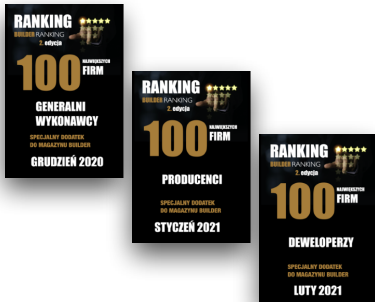 RANKING
BUILDER RANKING
2. edycja
100 NAJWIĘKSZYCH
FIRM
GENERALNI
WYKONAWCY
SPECJALNY DODATEK
DO MAGAZYNU BUILDER
GRUDZIEŃ 2020
RANKING
BUILDER RANKING
2. edycja
100 NAJWIĘKSZYCH
FIRM
PRODUCENCI
SPECJALNY DODATEK
DO MAGAZYNU BUILDER
STYCZEŃ 2021
RANKING
BUILDER RANKING
2. edycja
100 NAJWIĘKSZYCH
FIRM
DEWELOPERZY
SPECJALNY DODATEK
DO MAGAZYNU BUILDER
LUTY 2021